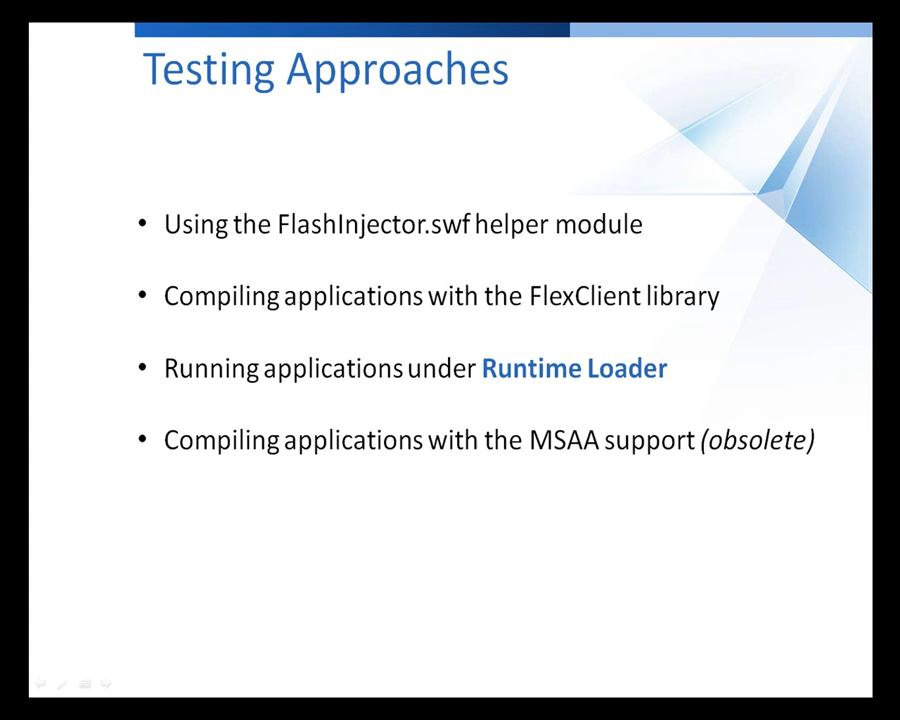 Testing Approaches
• Using the FlashInjector.swf helper module
• Compiling applications with the FlexClient library
• Running applications under Runtime Loader
• Compiling applications with the MSAA support (obsolete)